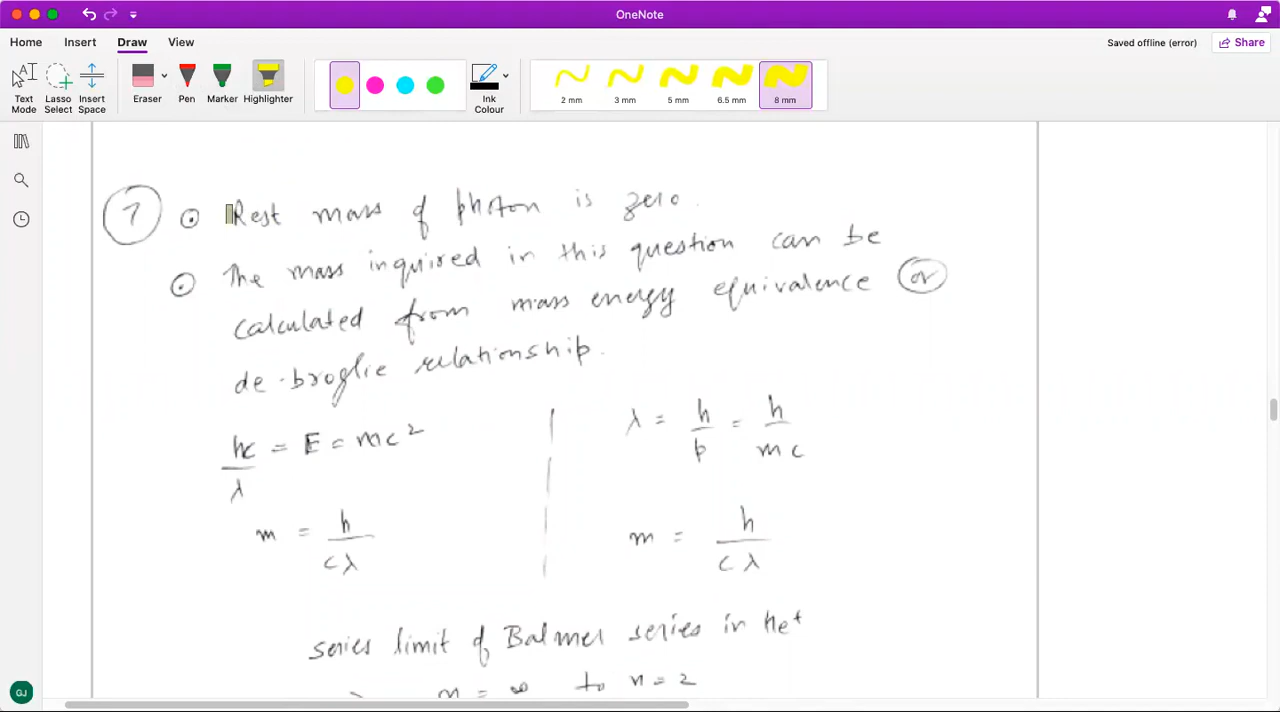 OneNote
Home
Insert
Draw
View
Saved offline (error)
Share
Text Mode
Lasso Select
Insert Space
Eraser
Pen
Marker
Highlighter
Ink Colour
2 mm
3 mm
5 mm
6.5 mm
8 mm
7 ⊙ Rest mass of photon is zero.
⊙ The mass inquired in this question can be
calculated from mass energy equivalence or
de-broglie relationship.
hc/λ = E = mc²
λ = h/p = h/mc
m = h/cλ
m = h/cλ
series limit of Balmer series in He+
n = ∞ to n = 2
GJ